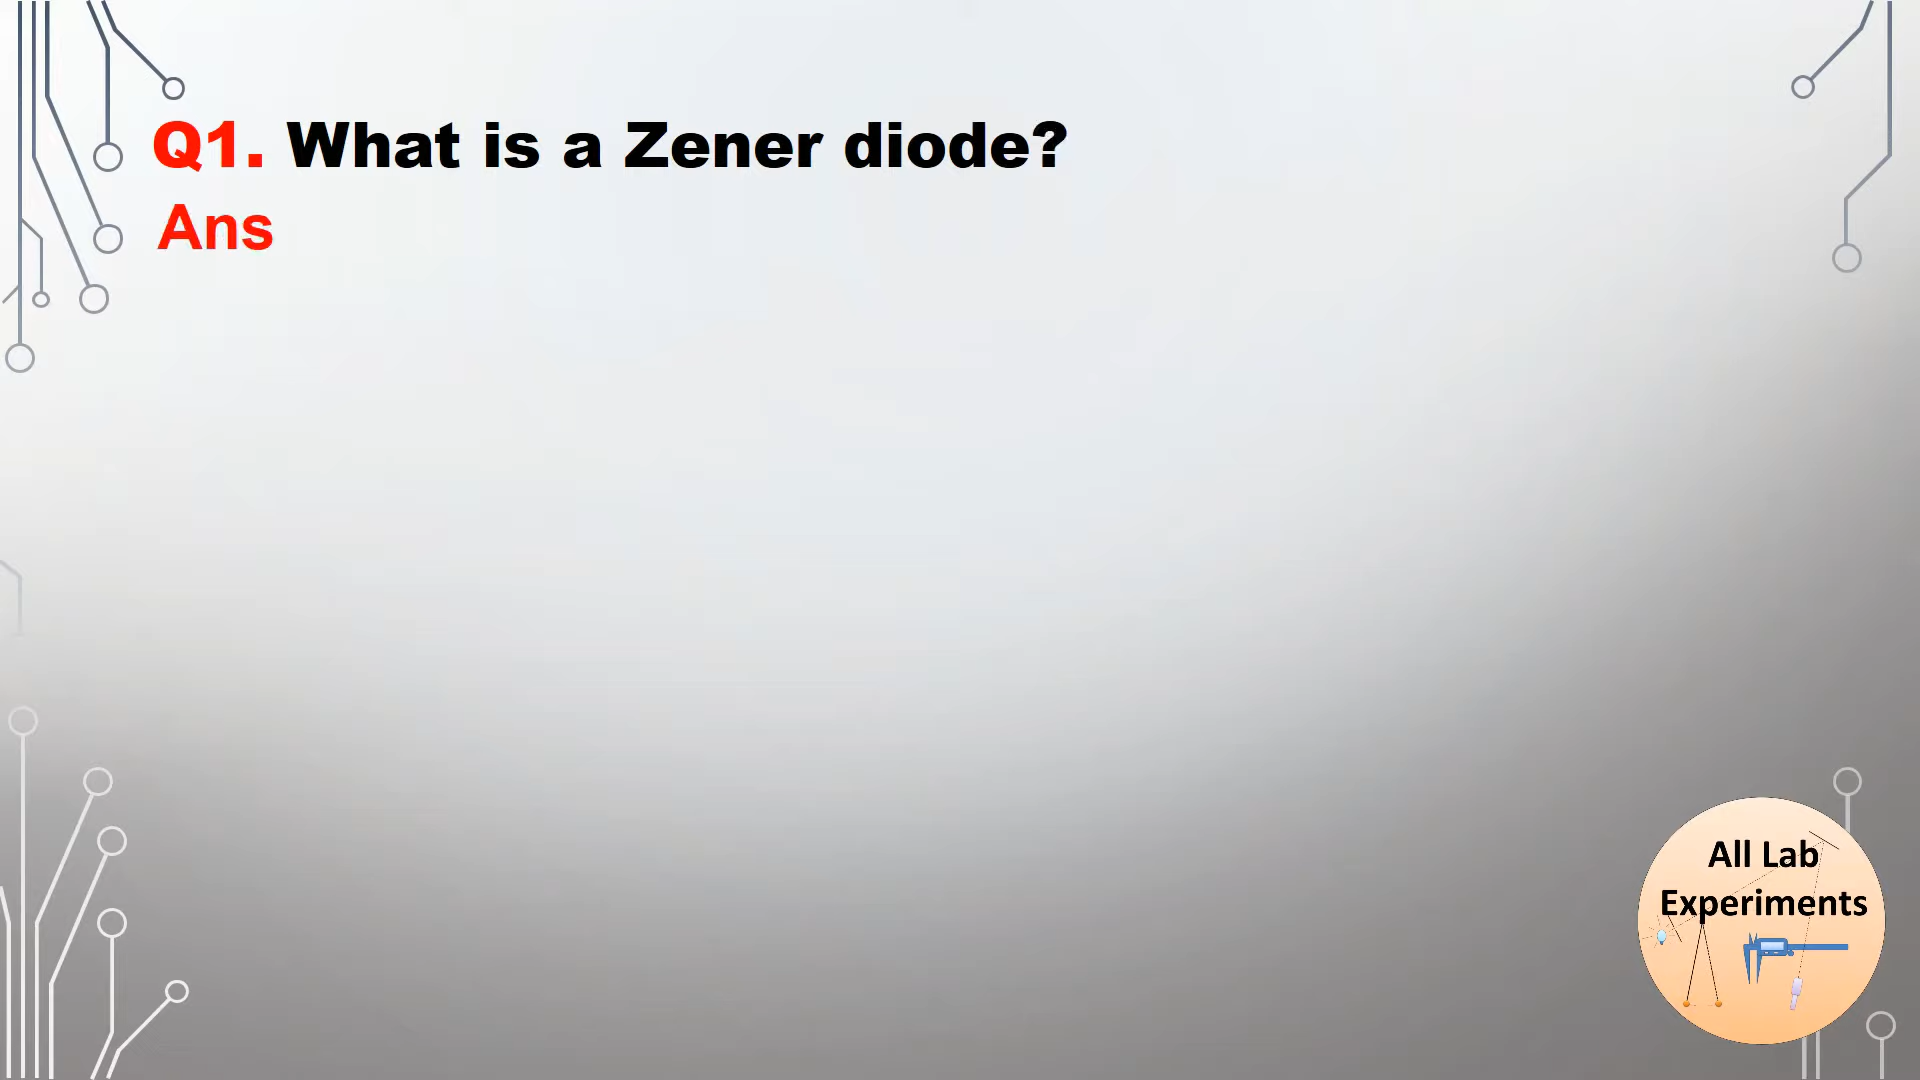 Q1. What is a Zener diode?
Ans
All Lab
Experiments